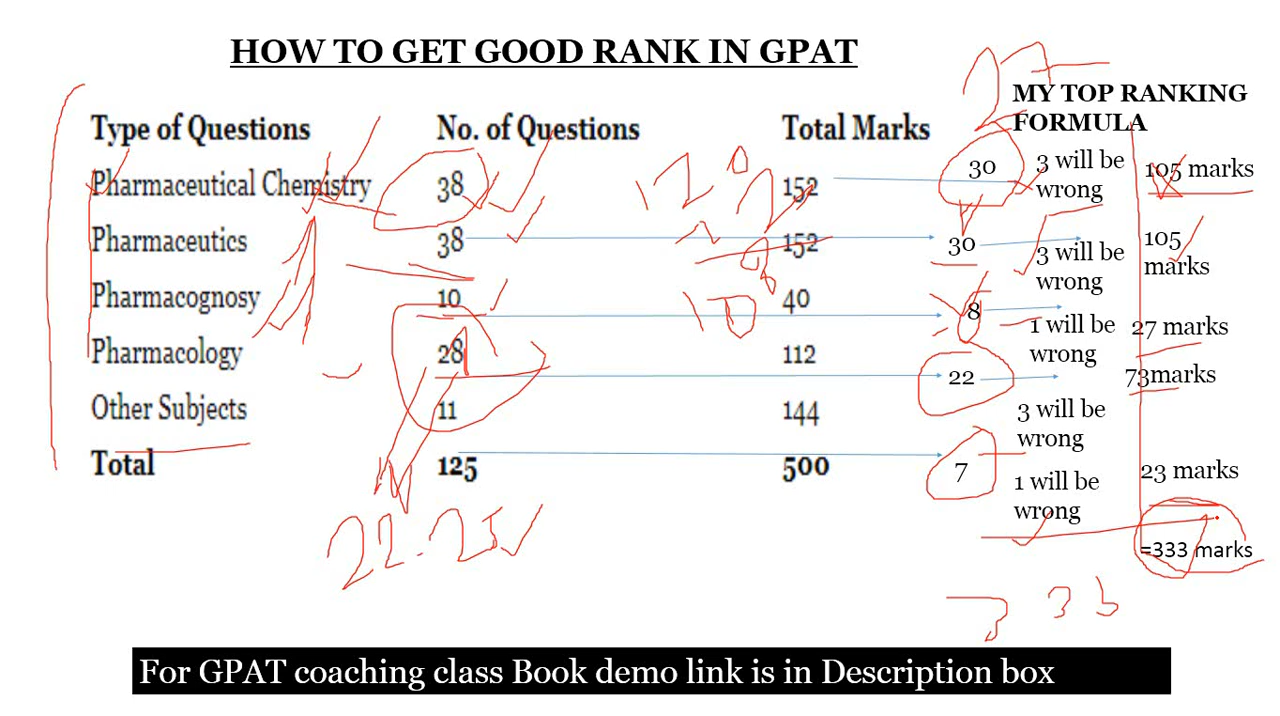 HOW TO GET GOOD RANK IN GPAT
27
MY TOP RANKING
FORMULA
Type of Questions No. of Questions Total Marks
Pharmaceutical Chemistry 38 152 30 3 will be wrong 105 marks
Pharmaceutics 38 152 30 3 will be wrong 105 marks
Pharmacognosy 10 40 8 1 will be wrong 27 marks
Pharmacology 28 112 22 3 will be wrong 73marks
Other Subjects 11 144 7 1 will be wrong 23 marks
Total 125 500
=333 marks
22-25
333
For GPAT coaching class Book demo link is in Description box